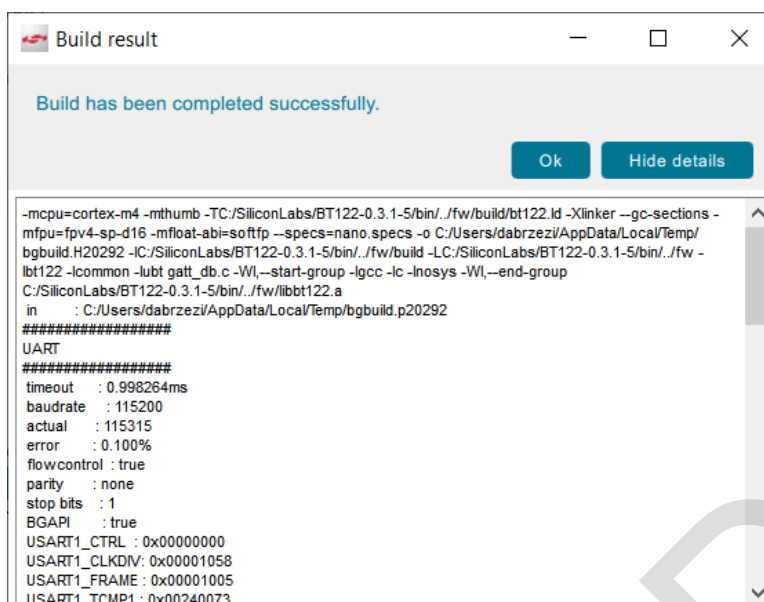 Build result
Build has been completed successfully.
Ok
Hide details
-mcpu=cortex-m4 -mthumb -TC:/SiliconLabs/BT122-0.3.1-5/bin/../fw/build/bt122.ld -Xlinker --gc-sections -
mfpu=fpv4-sp-d16 -mfloat-abi=softfp --specs=nano.specs -o C:/Users/dabrzezi/AppData/Local/Temp/
bgbuild.H20292 -IC:/SiliconLabs/BT122-0.3.1-5/bin/../fw/build -LC:/SiliconLabs/BT122-0.3.1-5/bin/../fw -
lbt122 -lcommon -lubt gatt_db.c -Wl,--start-group -lgcc -lc -lnosys -Wl,--end-group
C:/SiliconLabs/BT122-0.3.1-5/bin/../fw/libbt122.a
in : C:/Users/dabrzezi/AppData/Local/Temp/bgbuild.p20292
##################
UART
##################
timeout : 0.998264ms
baudrate : 115200
actual : 115315
error : 0.100%
flowcontrol : true
parity : none
stop bits : 1
BGAPI : true
USART1_CTRL : 0x00000000
USART1_CLKDIV: 0x00001058
USART1_FRAME : 0x00001005
USART1_TCMP1 : 0x00240073